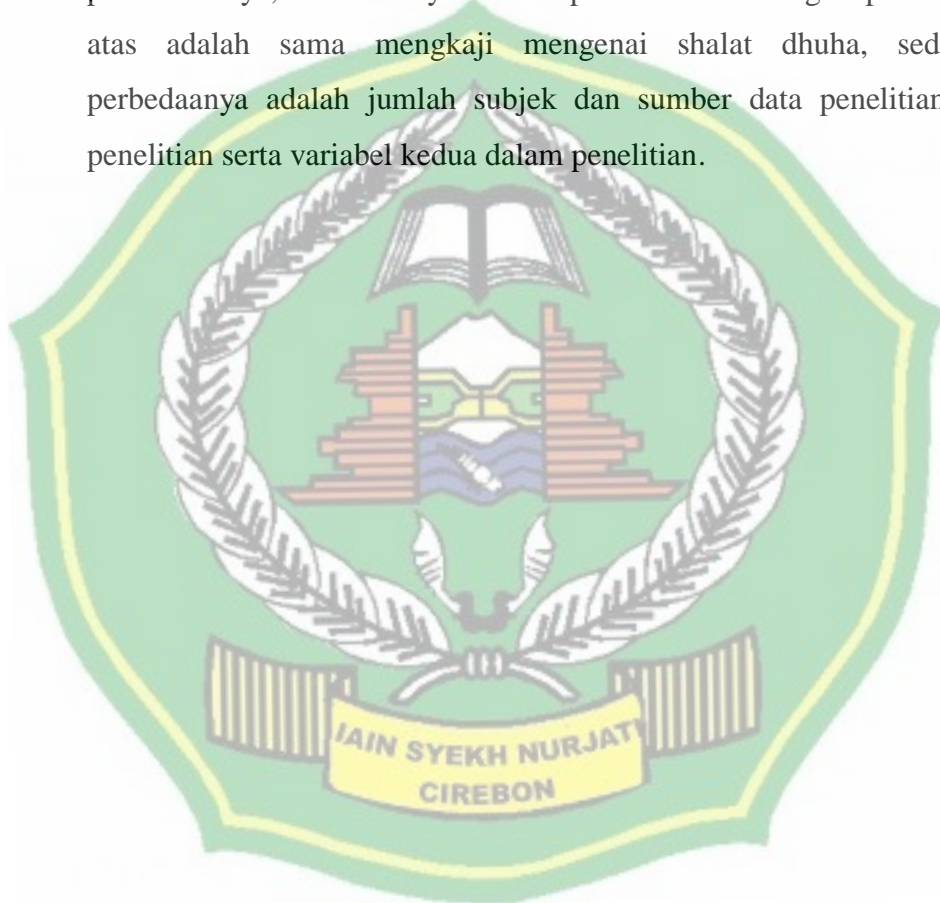 atas adalah sama mengkaji mengenai shalat dhuha,
perbedaanya adalah jumlah subjek dan sumber data penelitian
penelitian serta variabel kedua dalam penelitian.
IAIN SYEKH NURJATI
CIREBON